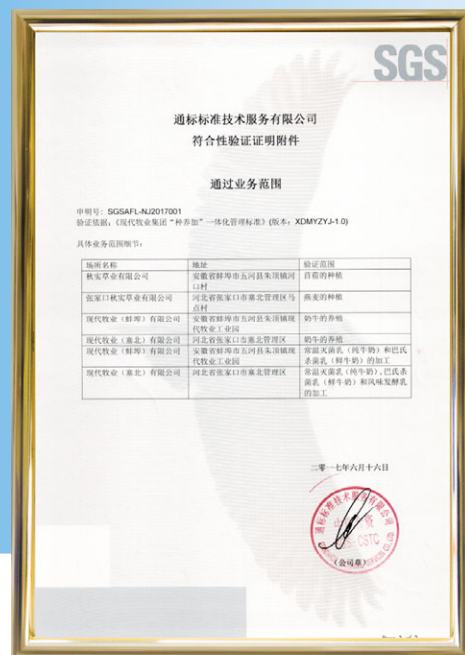 SGS
通标标准技术服务有限公司
符合性验证证明附件
通过业务范围
申明号：SGSAFL-NJ2017001
验证依据：《现代牧业集团“种养加”一体化管理标准》(版本：XDMYZYJ-1.0)
具体业务范围细节：
场所名称 地址 验证范围
秋实草业有限公司 安徽省蚌埠市五河县朱顶镇河 苜蓿的种植
口村
张家口秋实草业有限公司 河北省张家口市塞北管理区马 燕麦的种植
点村
现代牧业（蚌埠）有限公司 安徽省蚌埠市五河县朱顶镇现 奶牛的养殖
代牧业工业园
现代牧业（塞北）有限公司 河北省张家口市塞北管理区 奶牛的养殖
现代牧业（蚌埠）有限公司 安徽省蚌埠市五河县朱顶镇现 常温灭菌乳（纯牛奶）和巴氏
代牧业工业园 杀菌乳（鲜牛奶）的加工
现代牧业（塞北）有限公司 河北省张家口市塞北管理区 常温灭菌乳（纯牛奶）、巴氏杀
菌乳（鲜牛奶）和风味发酵乳
的加工
二零一七年六月十六日
通标标准技术服务有限公司
CSTC
（公司章）